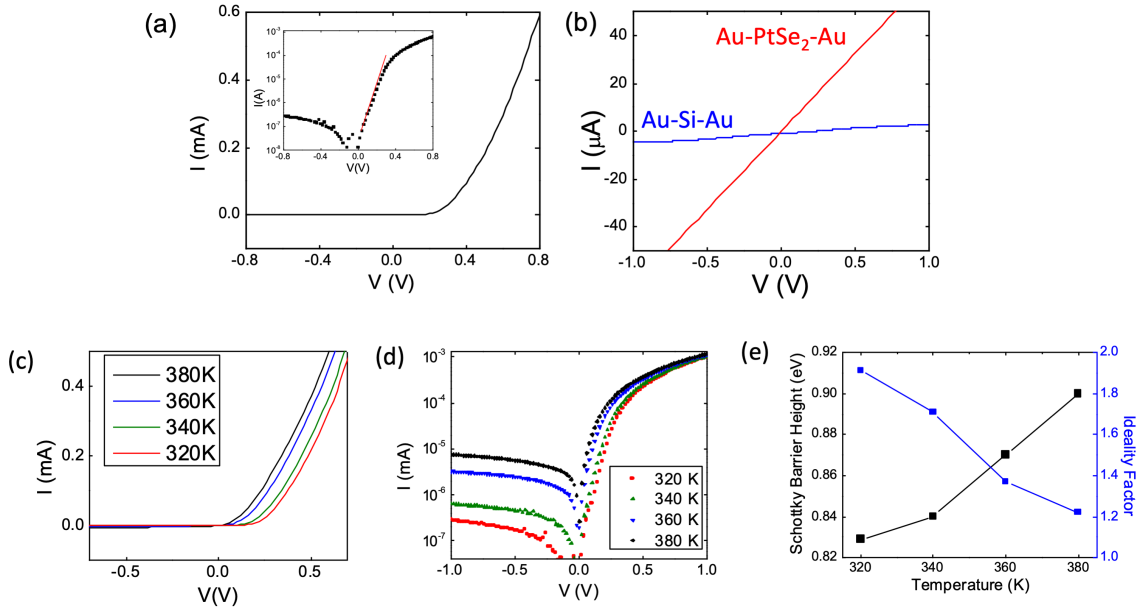 (a)
0.6
0.4
0.2
0.0
I (mA)
-0.8
-0.4
0.0
0.4
0.8
V (V)
10⁻³
10⁻⁴
10⁻⁵
10⁻⁶
10⁻⁷
10⁻⁸
I(A)
-0.8
-0.4
0.0
0.4
0.8
V(V)
(b)
Au-PtSe₂-Au
Au-Si-Au
40
20
0
-20
-40
I (μA)
-1.0
-0.5
0.0
0.5
1.0
V (V)
(c)
380K
360K
340K
320K
0.4
0.2
0.0
I (mA)
-0.5
0.0
0.5
V(V)
(d)
10⁻³
10⁻⁴
10⁻⁵
10⁻⁶
10⁻⁷
I (mA)
320 K
340 K
360 K
380 K
-1.0
-0.5
0.0
0.5
1.0
V (V)
(e)
0.92
0.90
0.88
0.86
0.84
0.82
Schottky Barrier Height (eV)
2.0
1.8
1.6
1.4
1.2
1.0
Ideality Factor
320
340
360
380
Temperature (K)